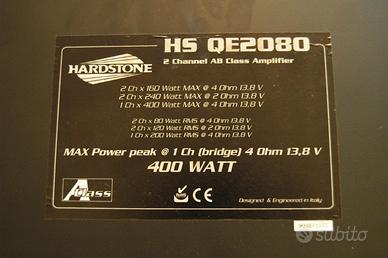 HS QE2080
HARDSTONE
2 Channel AB Class Amplifier
2 Ch x 160 Watt MAX @ 4 Ohm 13.8 V
2 Ch x 240 Watt MAX @ 2 Ohm 13.8 V
1 Ch x 400 Watt MAX @ 4 Ohm 13.8 V
2 Ch x 80 Watt RMS @ 4 Ohm 13.8 V
2 Ch x 120 Watt RMS @ 2 Ohm 13.8 V
1 Ch x 200 Watt RMS @ 4 Ohm 13.8 V
MAX Power peak @ 1 Ch (bridge) 4 Ohm 13,8 V
400 WATT
A Class
CE
Designed & Engineered in Italy
subito